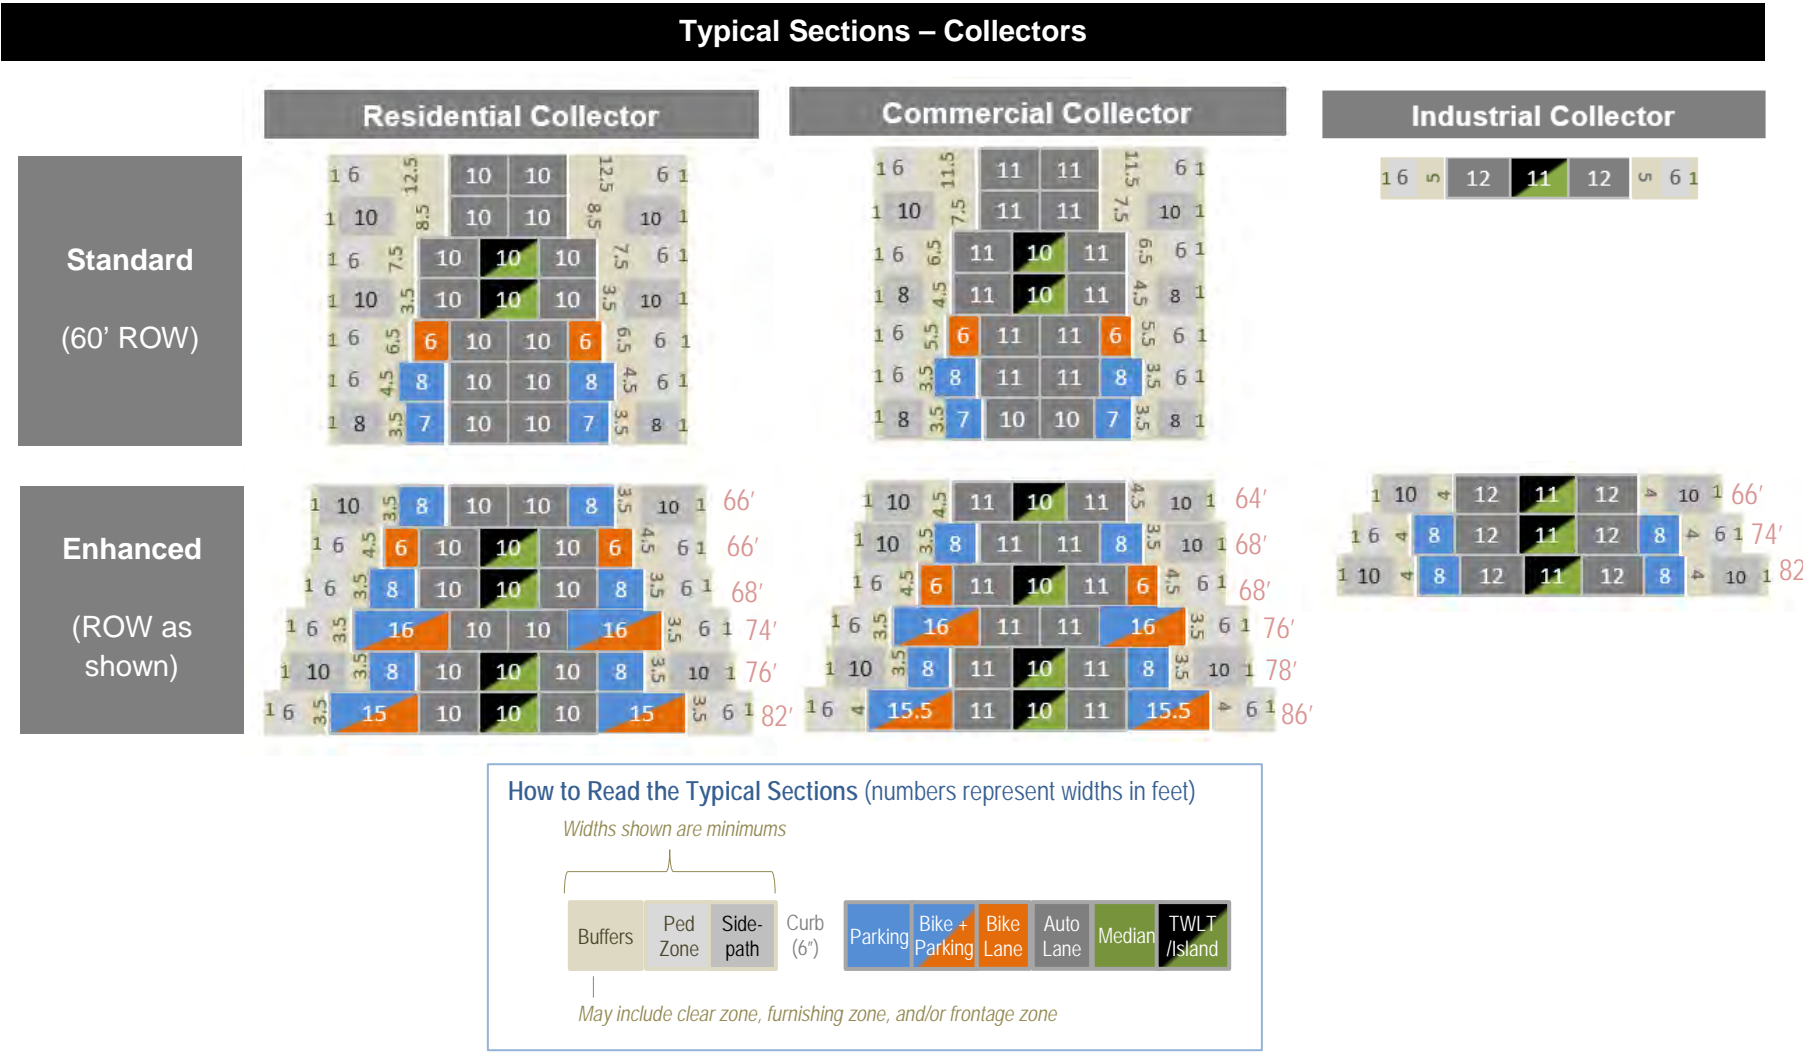 Typical Sections – Collectors
Residential Collector
Commercial Collector
Industrial Collector
Standard
(60’ ROW)
1 6 12.5 10 10 12.5 6 1
1 10 8.5 10 10 8.5 10 1
1 6 7.5 10 10 10 7.5 6 1
1 10 3.5 10 10 10 3.5 10 1
1 6 6.5 6 10 10 6 6.5 6 1
1 6 4.5 8 10 10 8 4.5 6 1
1 8 3.5 7 10 10 7 3.5 8 1
1 6 11.5 11 11 11.5 6 1
1 10 7.5 11 11 7.5 10 1
1 6 6.5 11 10 11 6.5 6 1
1 8 4.5 11 10 11 4.5 8 1
1 6 5.5 6 11 11 6 5.5 6 1
1 6 3.5 8 11 11 8 3.5 6 1
1 8 3.5 7 10 10 7 3.5 8 1
1 6 5 12 11 12 5 6 1
Enhanced
(ROW as
shown)
1 10 3.5 8 10 10 8 3.5 10 1 66’
1 6 4.5 6 10 10 10 6 4.5 6 1 66’
1 6 3.5 8 10 10 10 8 3.5 6 1 68’
1 6 3.5 16 10 10 16 3.5 6 1 74’
1 10 3.5 8 10 10 10 8 3.5 10 1 76’
1 6 3.5 15 10 10 10 15 3.5 6 1 82’
1 10 4.5 11 10 11 4.5 10 1 64’
1 10 3.5 8 11 11 8 3.5 10 1 68’
1 6 4.5 6 11 10 11 6 4.5 6 1 68’
1 6 3.5 16 11 11 16 3.5 6 1 76’
1 10 3.5 8 11 10 11 8 3.5 10 1 78’
1 6 4 15.5 11 10 11 15.5 4 6 1 86’
1 10 4 12 11 12 4 10 1 66’
1 6 4 8 12 11 12 8 4 6 1 74’
1 10 4 8 12 11 12 8 4 10 1 82
How to Read the Typical Sections (numbers represent widths in feet)
Widths shown are minimums
Buffers
Ped
Zone
Side-
path
Curb
(6”)
Parking
Bike +
Parking
Bike
Lane
Auto
Lane
Median
TWLT
/Island
May include clear zone, furnishing zone, and/or frontage zone